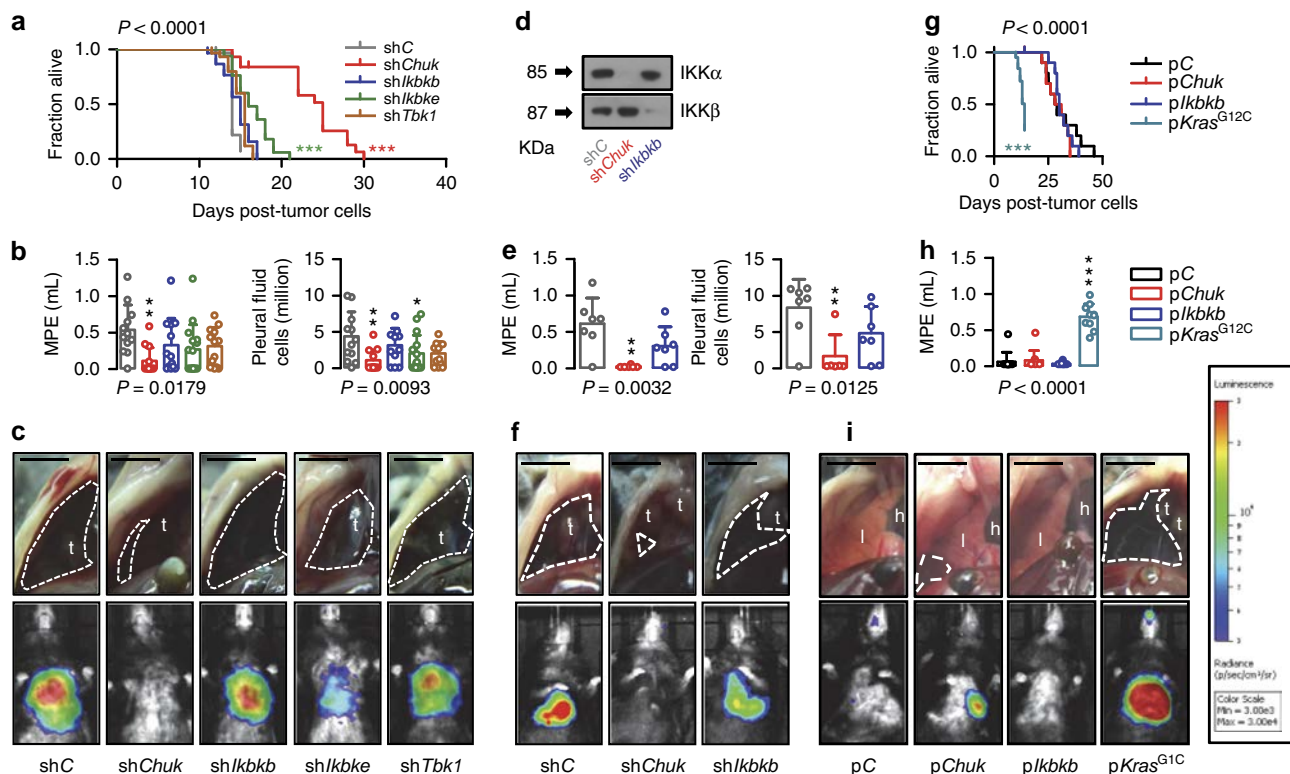 a
P < 0.0001
Fraction alive
1.0
0.5
0.0
0 10 20 30 40
Days post-tumor cells
shC
shChuk
shIkbkb
shIkbke
shTbk1
***
***
d
85
IKKα
87
IKKβ
KDa
shC
shChuk
shIkbkb
g
P < 0.0001
Fraction alive
1.0
0.5
0.0
0 25 50
Days post-tumor cells
***
pC
pChuk
pIkbkb
pKrasG12C
b
MPE (mL)
1.5
1.0
0.5
0.0
**
P = 0.0179
Pleural fluid
cells (million)
15
10
5
0
**
*
P = 0.0093
e
MPE (mL)
1.5
1.0
0.5
0.0
**
P = 0.0032
Pleural fluid
cells (million)
15
10
5
0
**
P = 0.0125
h
MPE (mL)
1.5
1.0
0.5
0.0
***
P < 0.0001
pC
pChuk
pIkbkb
pKrasG12C
c
t
t
t
t
t
shC shChuk shIkbkb shIkbke shTbk1
f
t
t
t
t
shC shChuk shIkbkb
i
l h
l h
l h
t
t
pC pChuk pIkbkb pKrasG1C
Luminescence
Radiance
(p/sec/cm²/sr)
Color Scale
Min = 3.00e3
Max = 3.00e4